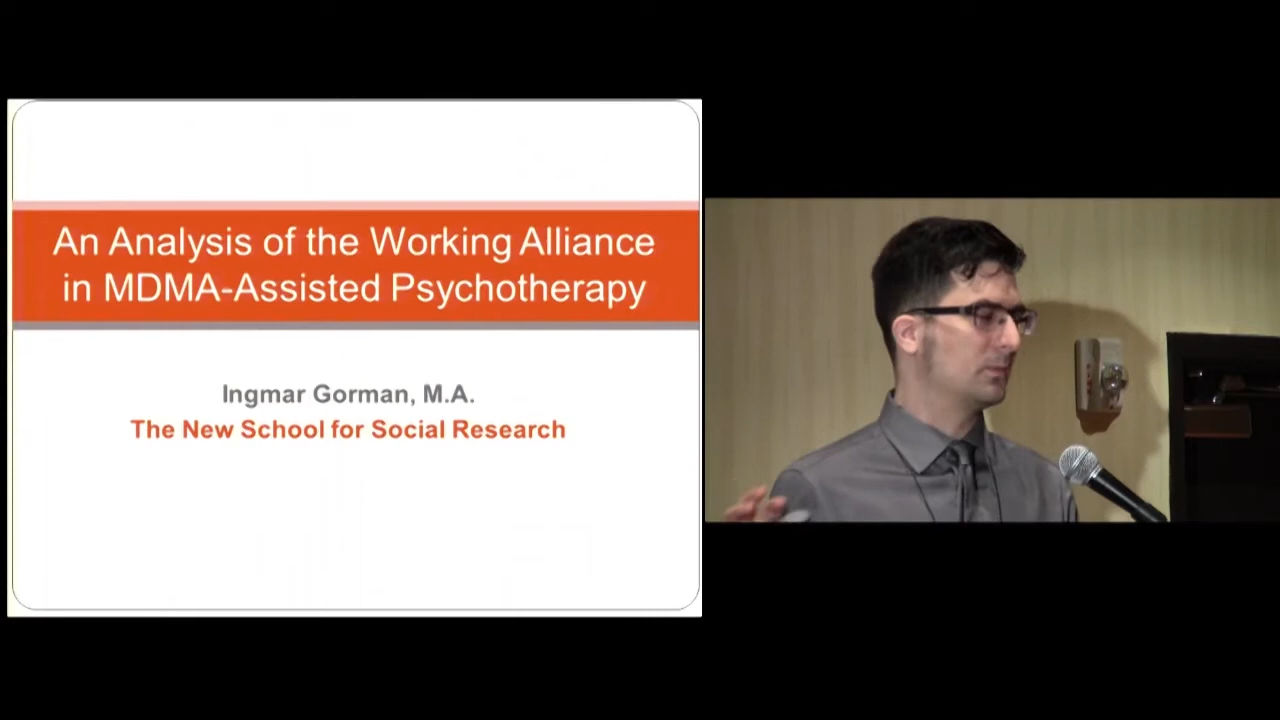 An Analysis of the Working Alliance
in MDMA-Assisted Psychotherapy
Ingmar Gorman, M.A.
The New School for Social Research